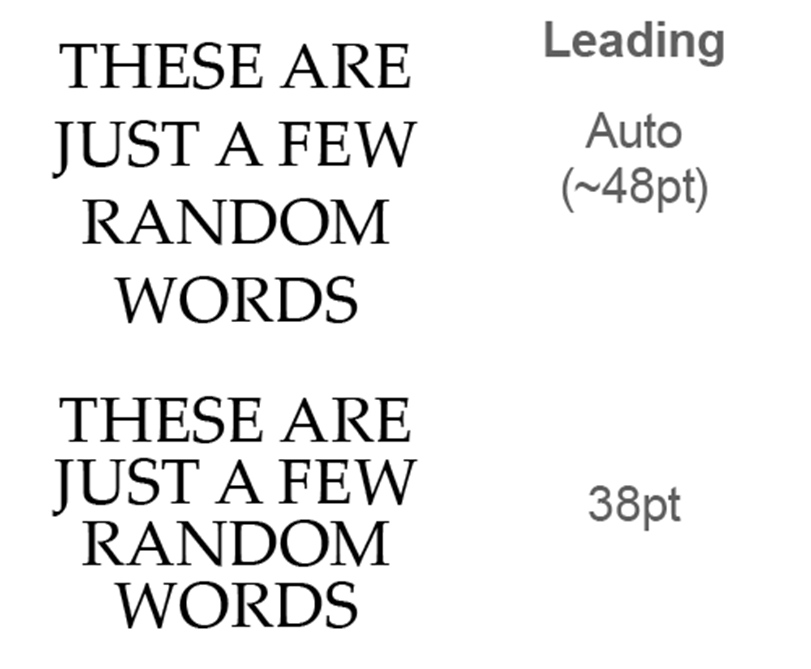 Leading
THESE ARE
JUST A FEW
RANDOM
WORDS
Auto
(~48pt)
THESE ARE
JUST A FEW
RANDOM
WORDS
38pt